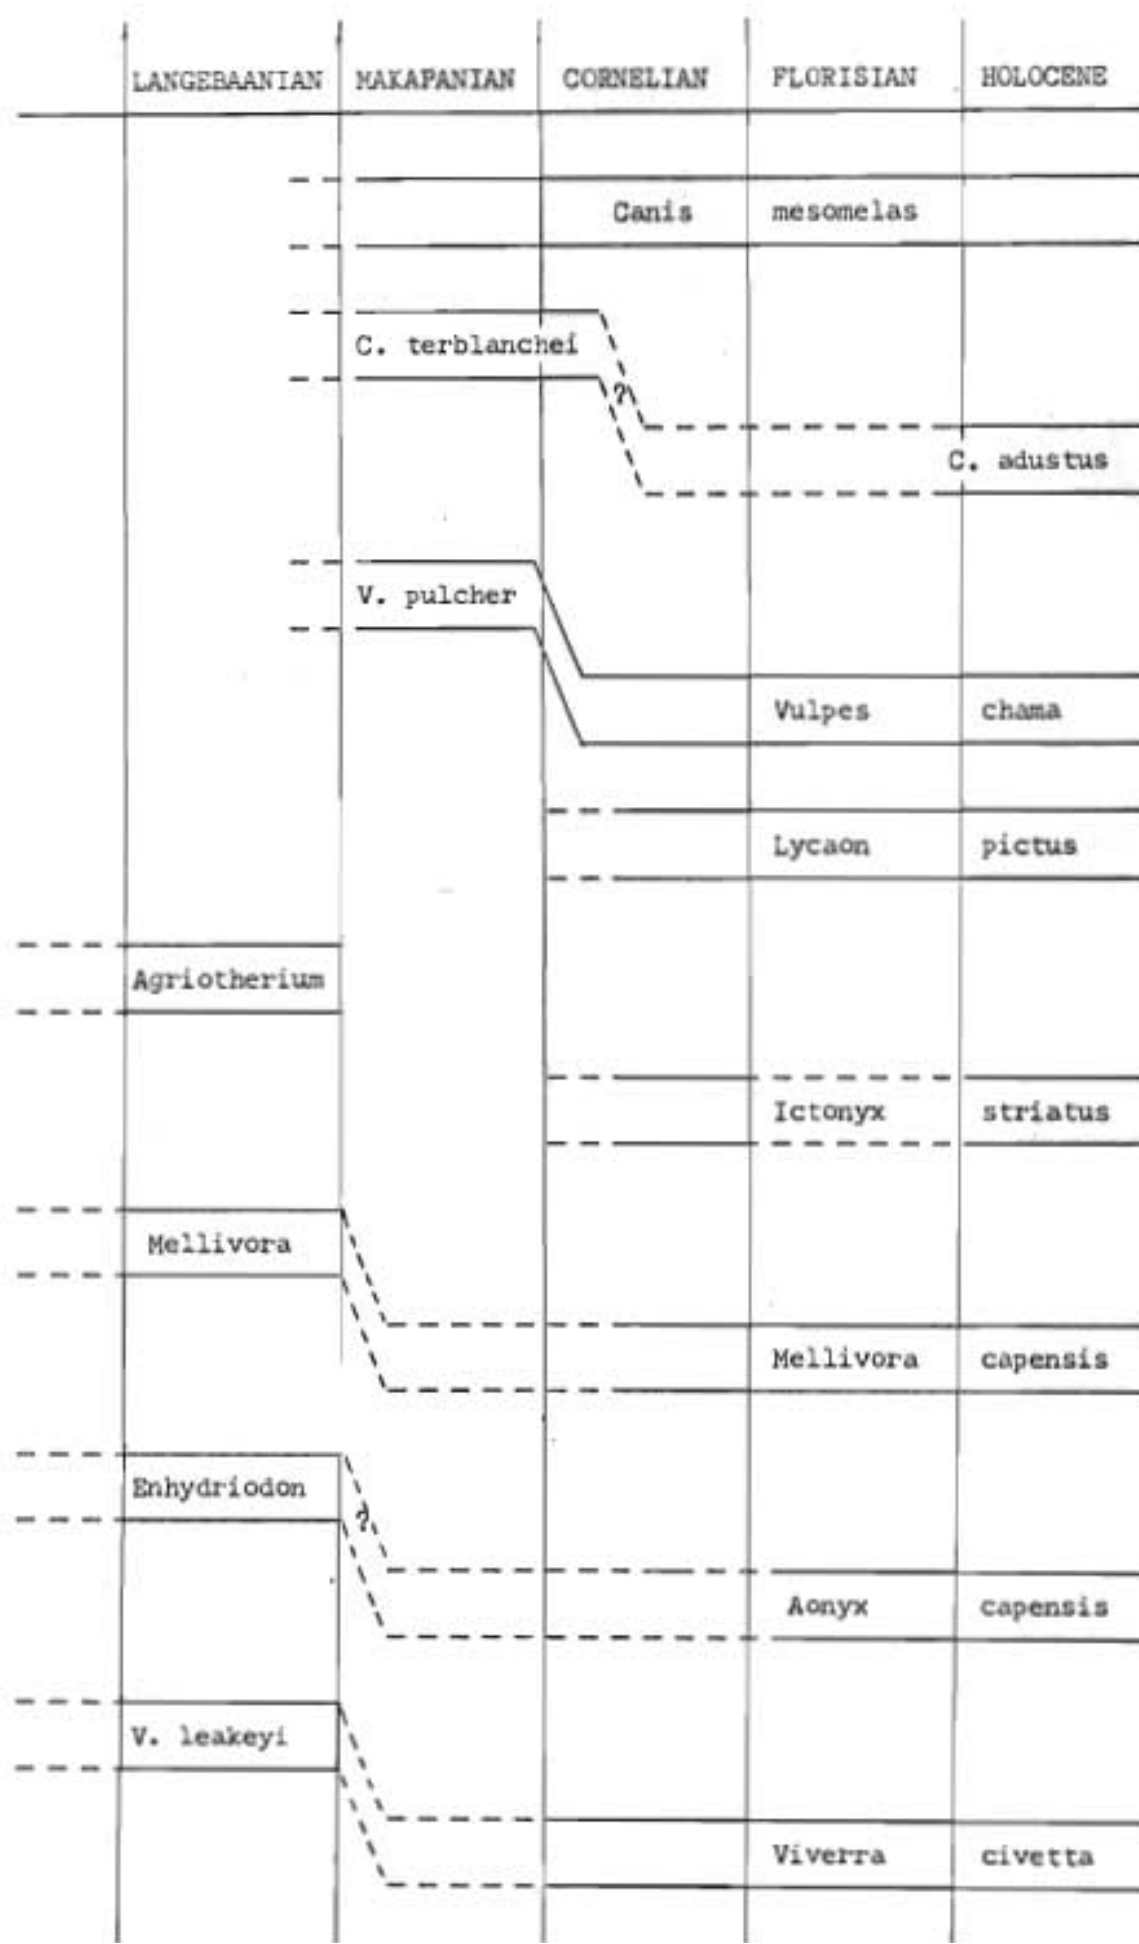 LANGEBAANIAN MAKAPANIAN CORNELIAN FLORISIAN HOLOCENE
Canis mesomelas
C. terblanchei
?
C. adustus
V. pulcher
Vulpes chama
Lycaon pictus
Agriotherium
Ictonyx striatus
Mellivora
Mellivora capensis
Enhydriodon
?
Aonyx capensis
V. leakeyi
Viverra civetta